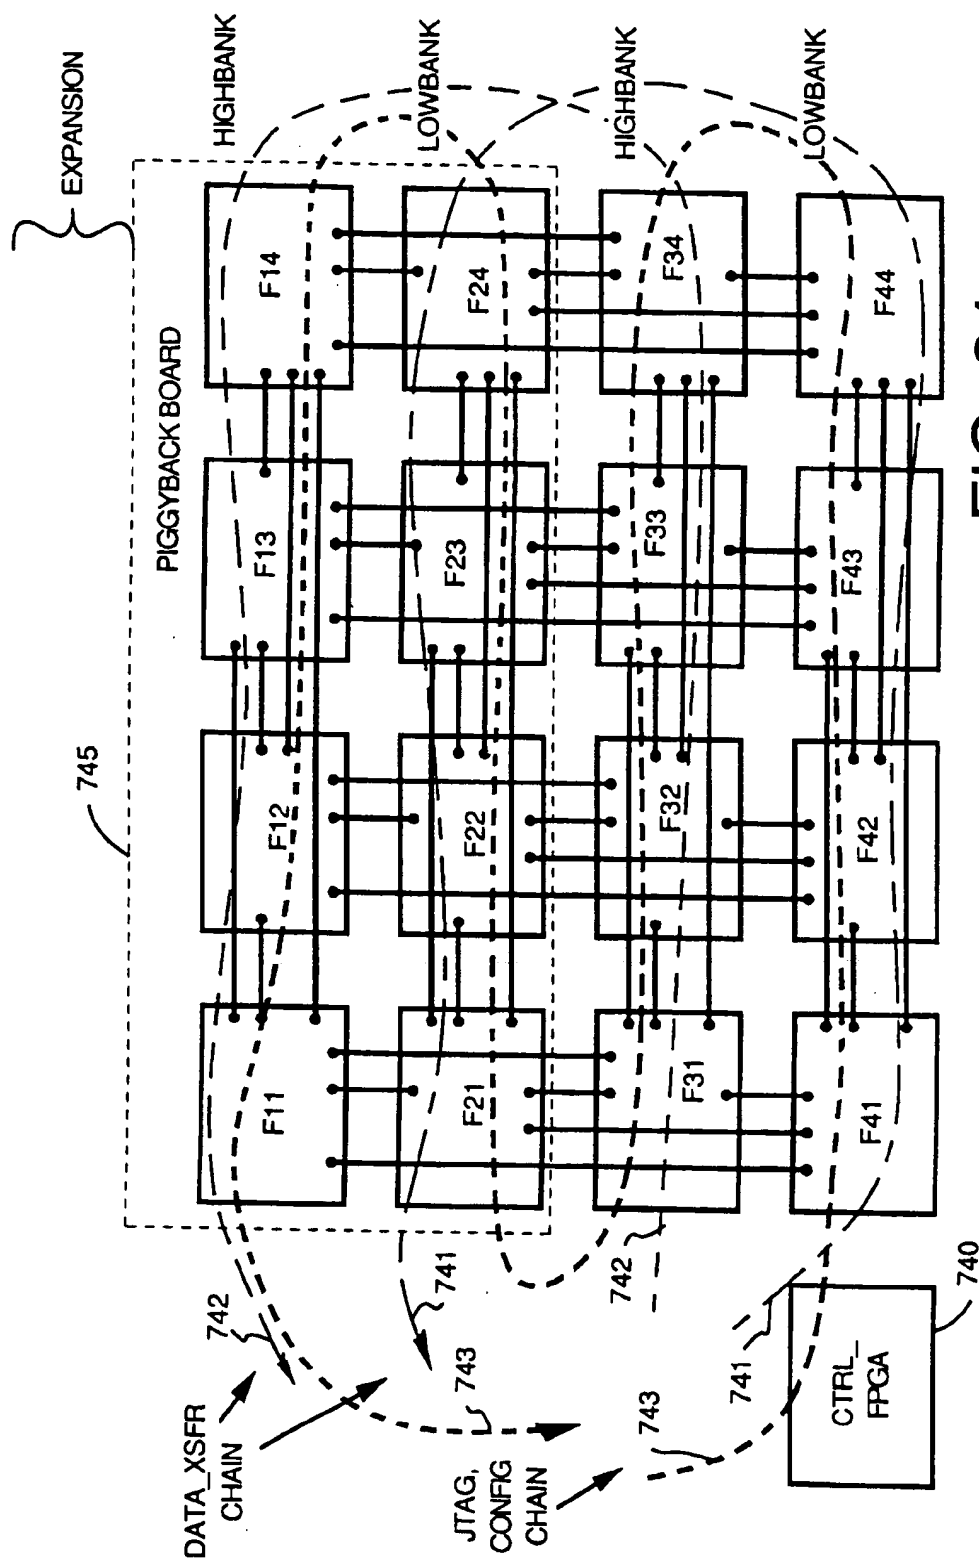 EXPANSION
HIGHBANK
LOWBANK
HIGHBANK
LOWBANK
745
PIGGYBACK BOARD
F11
F12
F13
F14
F21
F22
F23
F24
F31
F32
F33
F34
F41
F42
F43
F44
742
741
742
741
743
743
DATA_XSFR
CHAIN
JTAG,
CONFIG
CHAIN
CTRL_
FPGA
740